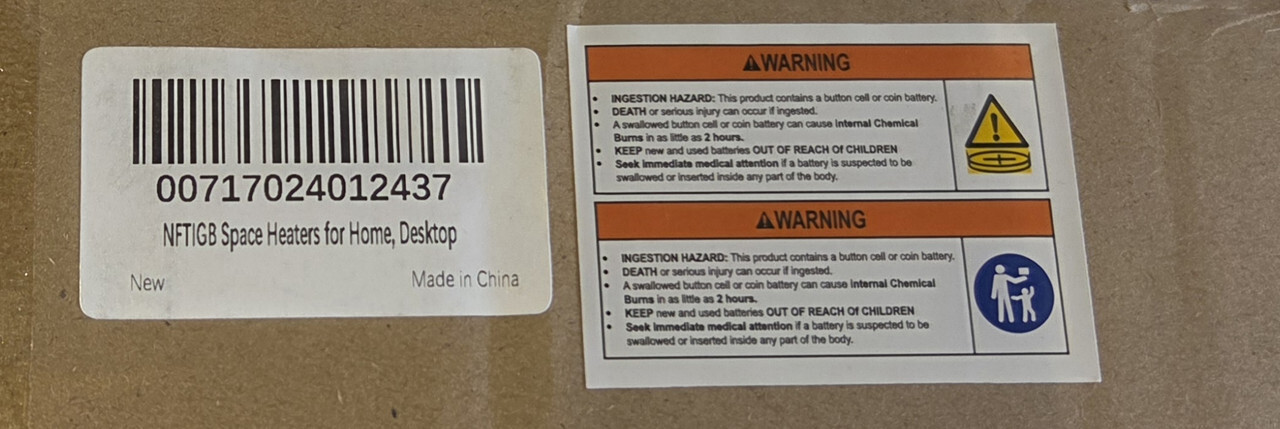 00717024012437
NFTIGB Space Heaters for Home, Desktop
New
Made in China
⚠WARNING
• INGESTION HAZARD: This product contains a button cell or coin battery.
• DEATH or serious injury can occur if ingested.
• A swallowed button cell or coin battery can cause Internal Chemical
Burns in as little as 2 hours.
• KEEP new and used batteries OUT OF REACH Of CHILDREN
• Seek immediate medical attention if a battery is suspected to be
swallowed or inserted inside any part of the body.
⚠WARNING
• INGESTION HAZARD: This product contains a button cell or coin battery.
• DEATH or serious injury can occur if ingested.
• A swallowed button cell or coin battery can cause Internal Chemical
Burns in as little as 2 hours.
• KEEP new and used batteries OUT OF REACH Of CHILDREN
• Seek immediate medical attention if a battery is suspected to be
swallowed or inserted inside any part of the body.